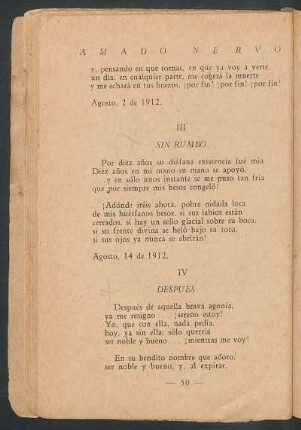 AMADO NERVO
y, pensando en que tornas, en que ya voy a verte,
un día, en cualquier parte, me cogerá la muerte
y me echará en tus brazos, ¡por fin! ¡por fin! ¡por fin!
Agosto, 2 de 1912.
III
SIN RUMBO
Por diez años su diáfana existencia fué mía
Diez años en mi mano su mano se apoyó,
y en sólo unos instante se me puso tan fría
que por siempre mis besos congeló!
¡Adónde iréis ahora, pobre nidada loca
de mis huérfanos besos, si sus labios están
cerrados, si hay un sello glacial sobre su boca,
si su frente divina se heló bajo su toca,
si sus ojos ya nunca se abrirán!
Agosto, 14 de 1912.
IV
DESPUES
Después de aquella brava agonía,
ya me resigno ... ¡sereno estoy!
Yo, que con ella, nada pedía,
hoy, ya sin ella, sólo querría
ser noble y bueno ... ¡mientras me voy!
En su bendito nombre que adoro,
ser noble y bueno, y, al expirar,
— 50 —